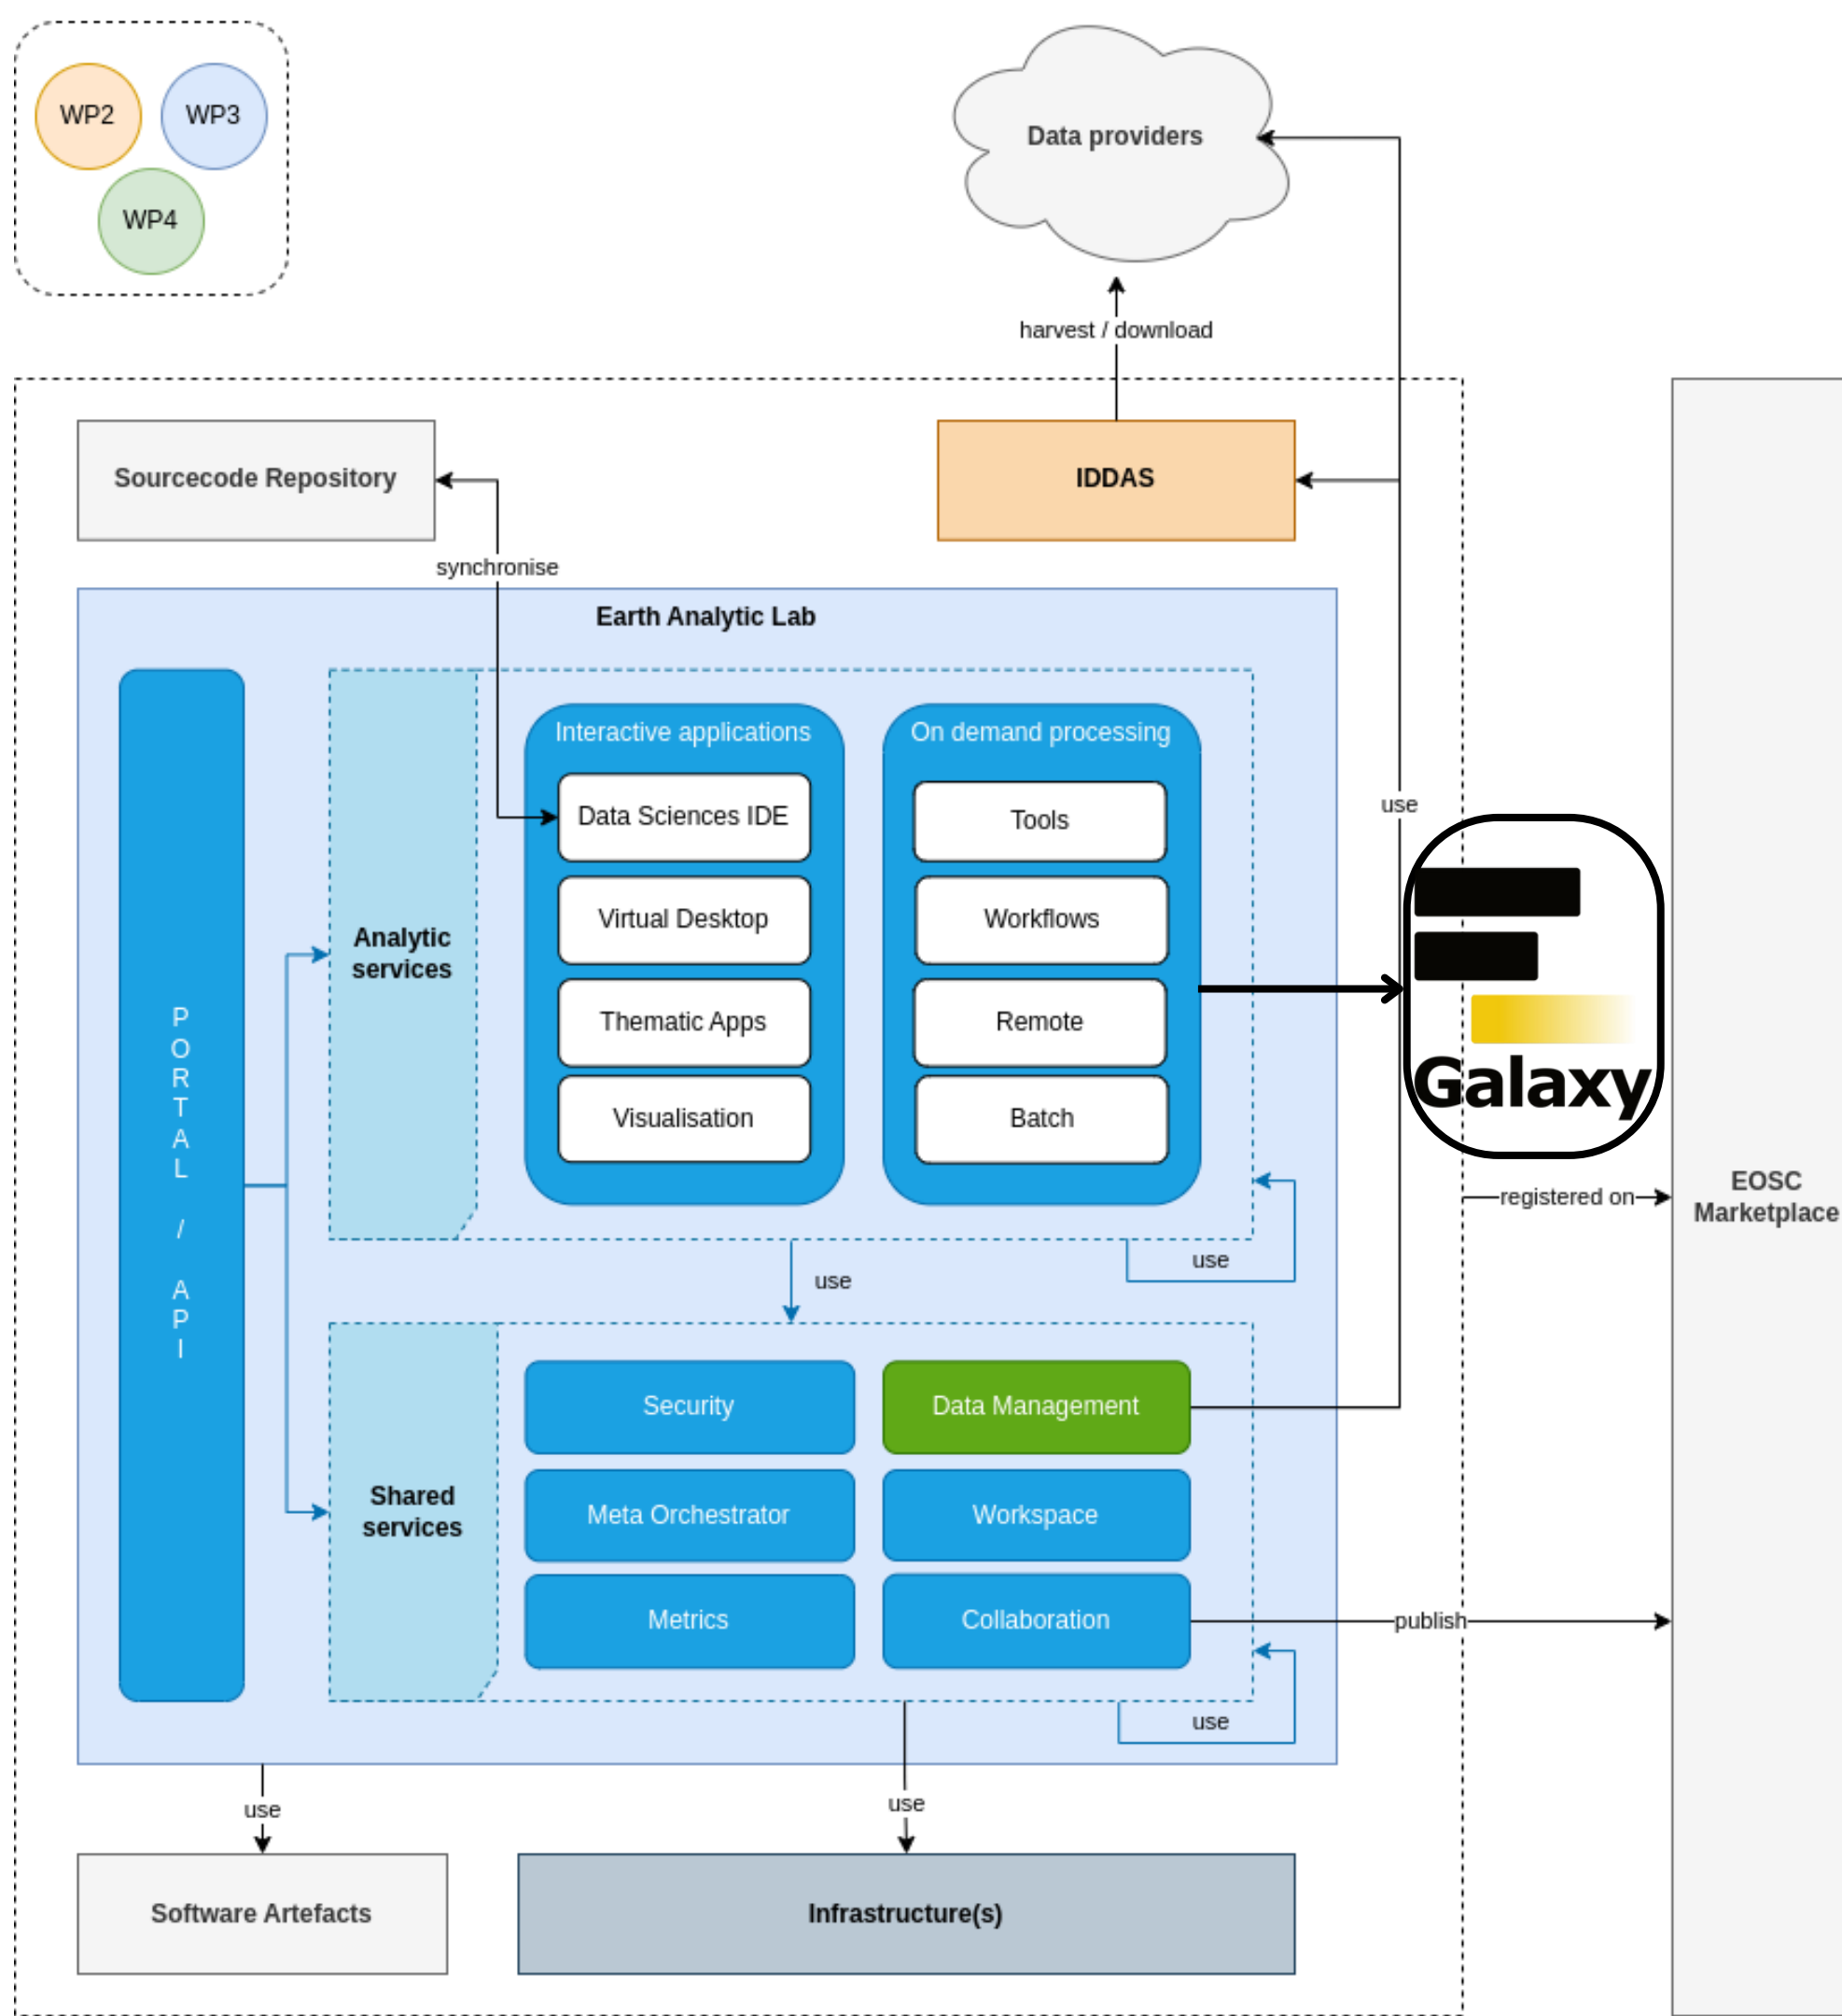 WP2
WP3
WP4
Data providers
harvest / download
Sourcecode Repository
IDDAS
synchronise
Earth Analytic Lab
Interactive applications
On demand processing
Data Sciences IDE
Tools
use
Virtual Desktop
Workflows
Analytic
services
Thematic Apps
Remote
Visualisation
Batch
Galaxy
P
O
R
T
A
L
/
A
P
I
EOSC
Marketplace
registered on
use
use
Security
Data Management
Shared
services
Meta Orchestrator
Workspace
Metrics
Collaboration
publish
use
use
use
Software Artefacts
Infrastructure(s)